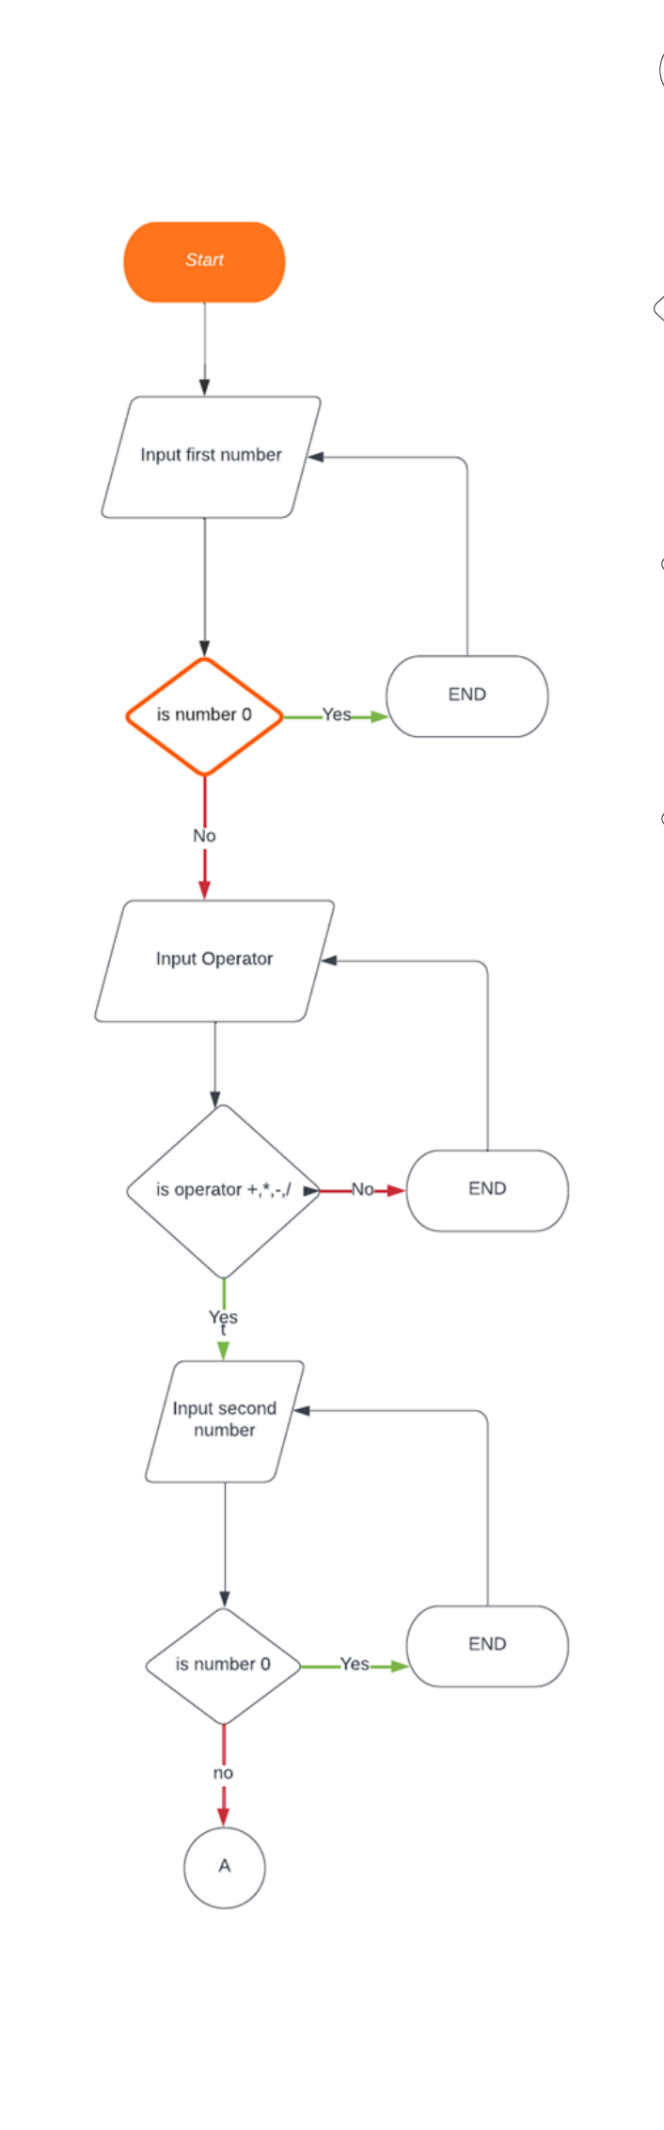 Start
Input first number
is number 0
Yes
END
No
Input Operator
is operator +,*,-,/
No
END
Yes
t
Input second
number
is number 0
Yes
END
no
A